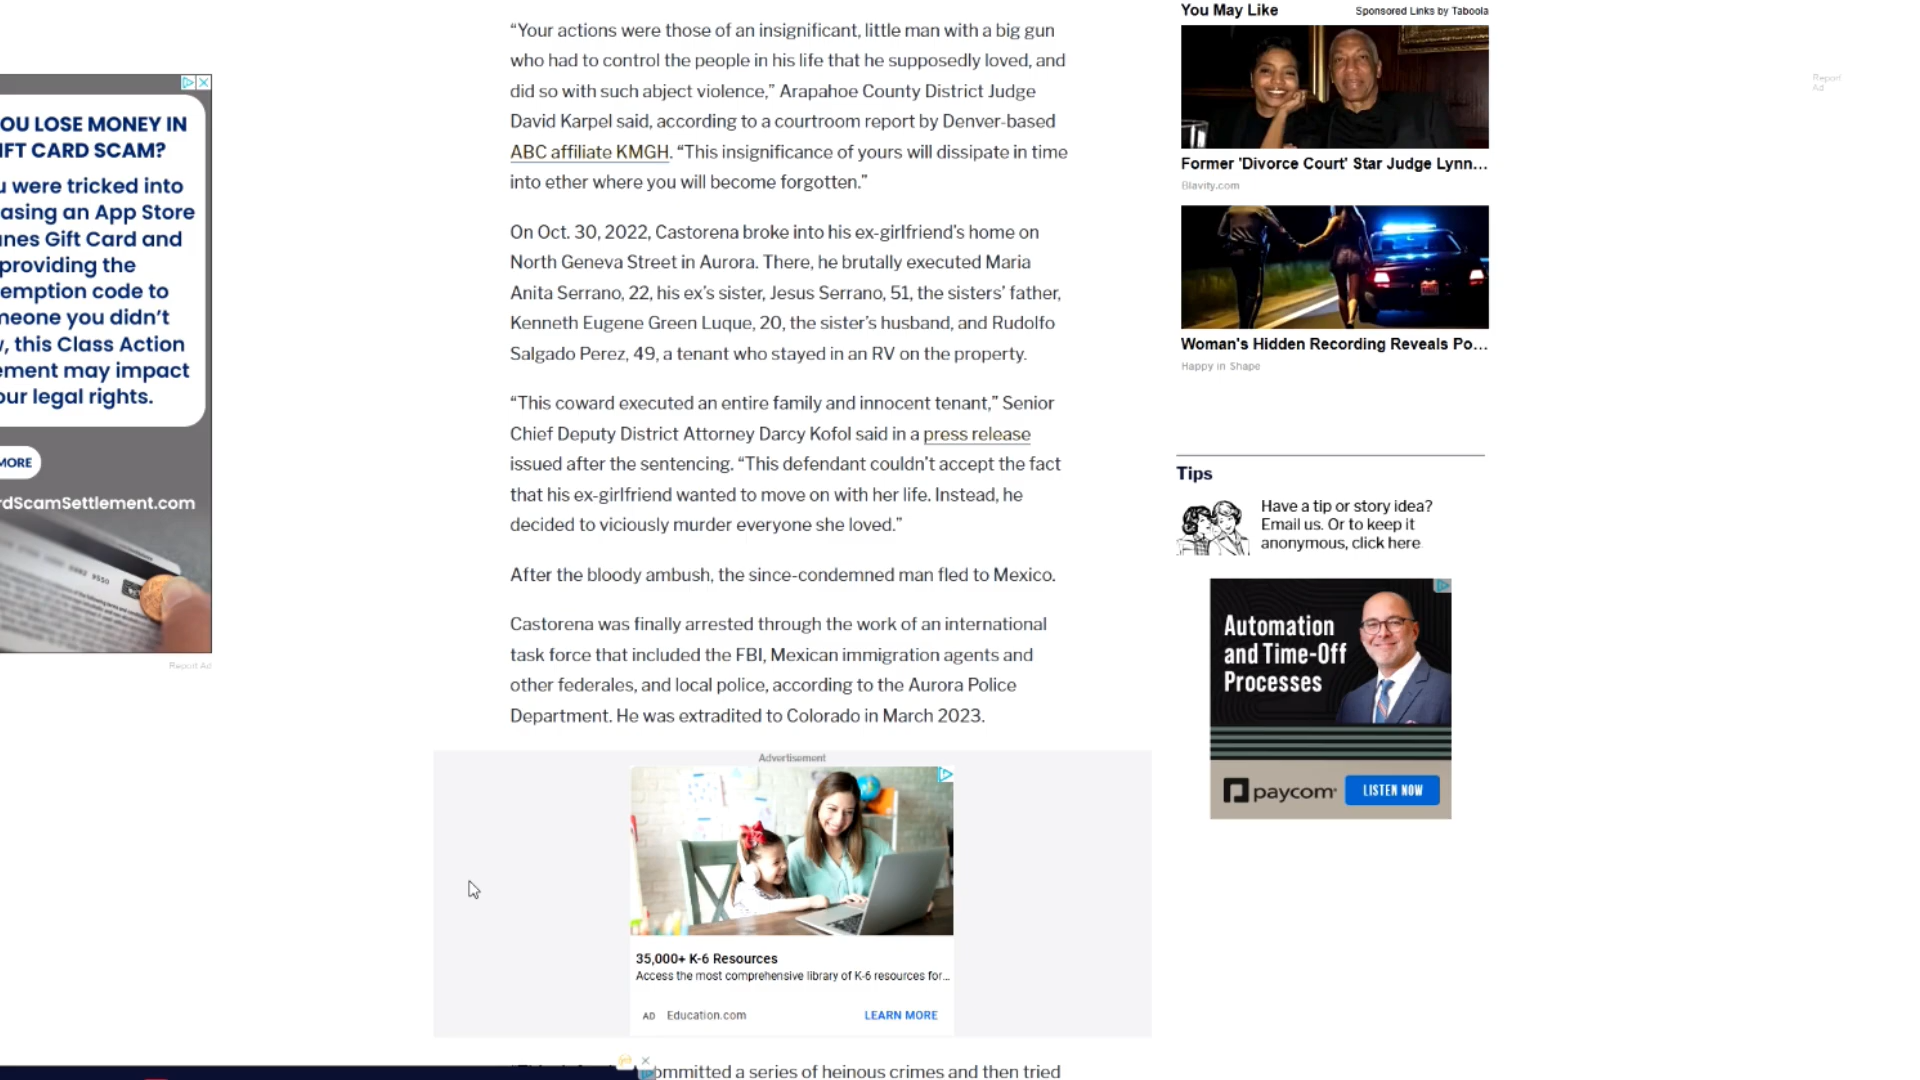 “Your actions were those of an insignificant, little man with a big gun
who had to control the people in his life that he supposedly loved, and
did so with such abject violence,” Arapahoe County District Judge
David Karpel said, according to a courtroom report by Denver-based
ABC affiliate KMGH. “This insignificance of yours will dissipate in time
into ether where you will become forgotten.”
On Oct. 30, 2022, Castorena broke into his ex-girlfriend’s home on
North Geneva Street in Aurora. There, he brutally executed Maria
Anita Serrano, 22, his ex’s sister, Jesus Serrano, 51, the sisters’ father,
Kenneth Eugene Green Luque, 20, the sister’s husband, and Rudolfo
Salgado Perez, 49, a tenant who stayed in an RV on the property.
“This coward executed an entire family and innocent tenant,” Senior
Chief Deputy District Attorney Darcy Kofol said in a press release
issued after the sentencing. “This defendant couldn’t accept the fact
that his ex-girlfriend wanted to move on with her life. Instead, he
decided to viciously murder everyone she loved.”
After the bloody ambush, the since-condemned man fled to Mexico.
Castorena was finally arrested through the work of an international
task force that included the FBI, Mexican immigration agents and
other federales, and local police, according to the Aurora Police
Department. He was extradited to Colorado in March 2023.
Advertisement
35,000+ K-6 Resources
Access the most comprehensive library of K-6 resources for...
AD Education.com LEARN MORE
ommitted a series of heinous crimes and then tried
OU LOSE MONEY IN
IFT CARD SCAM?
u were tricked into
asing an App Store
unes Gift Card and
providing the
emption code to
meone you didn’t
w, this Class Action
ement may impact
our legal rights.
MORE
rdScamSettlement.com
Report Ad
You May Like
Sponsored Links by Taboola
Former 'Divorce Court' Star Judge Lynn...
Blavity.com
Woman's Hidden Recording Reveals Po...
Happy in Shape
Tips
Have a tip or story idea?
Email us. Or to keep it
anonymous, click here
Automation
and Time-Off
Processes
paycom
LISTEN NOW
Report
Ad